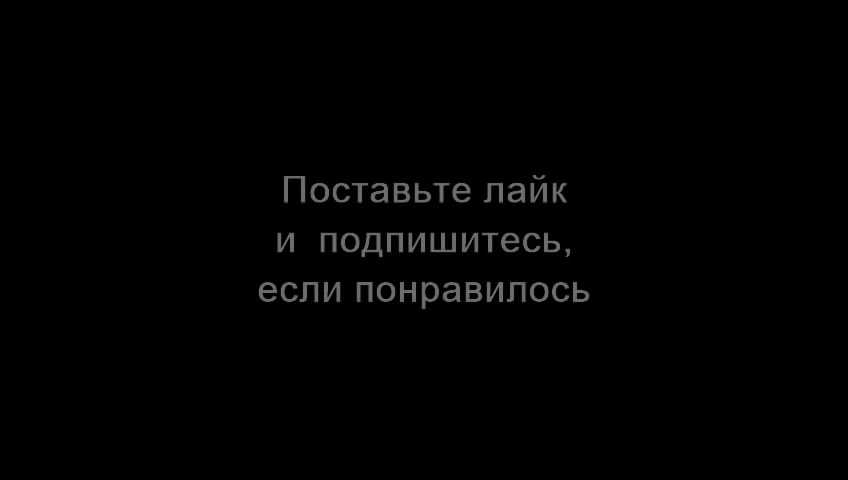 Поставьте лайк
и  подпишитесь,
если понравилось